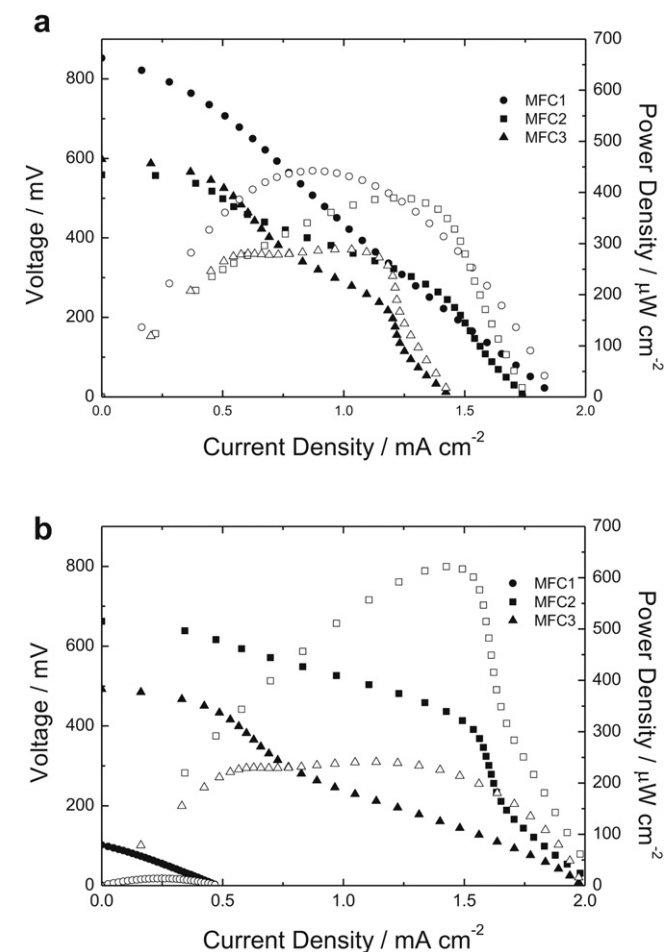 a
Voltage / mV
800
600
400
200
0
0.0
0.5
1.0
1.5
2.0
Current Density / mA cm-2
700
600
500
400
300
200
100
0
Power Density / μW cm-2
MFC1
MFC2
MFC3
b
Voltage / mV
800
600
400
200
0
0.0
0.5
1.0
1.5
2.0
Current Density / mA cm-2
700
600
500
400
300
200
100
0
Power Density / μW cm-2
MFC1
MFC2
MFC3